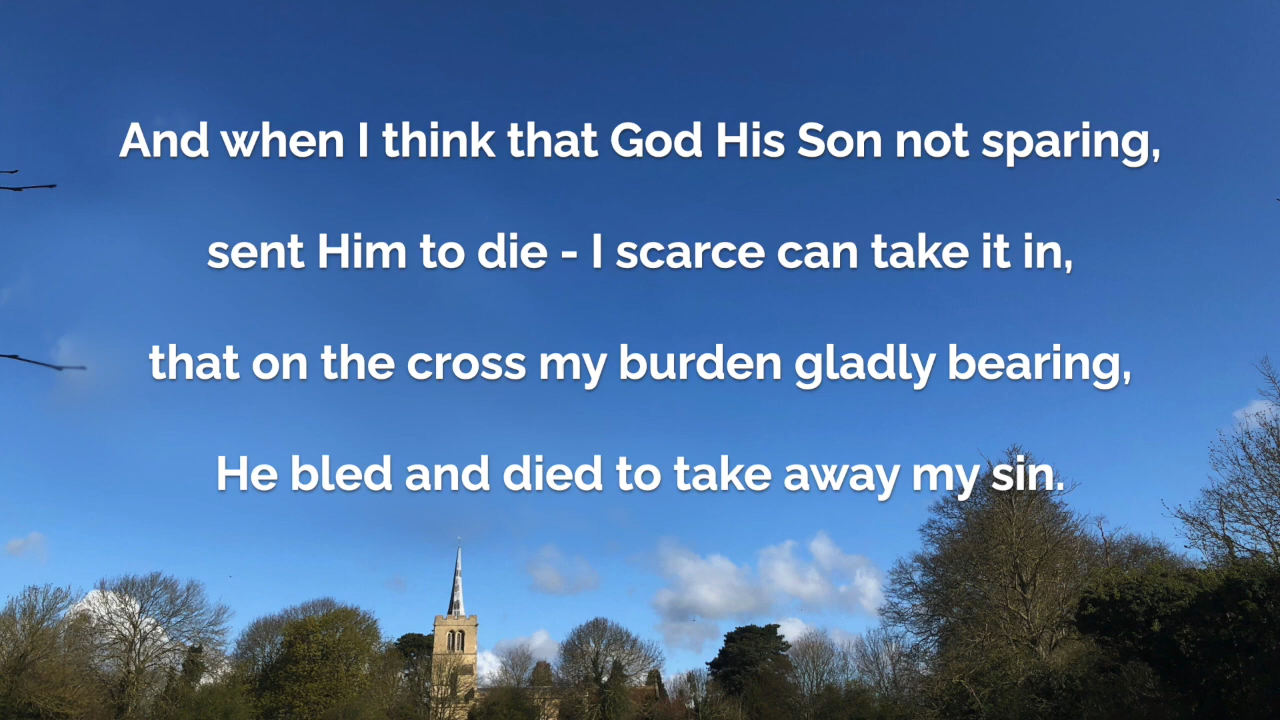 And when I think that God His Son not sparing,
sent Him to die - I scarce can take it in,
that on the cross my burden gladly bearing,
He bled and died to take away my sin.